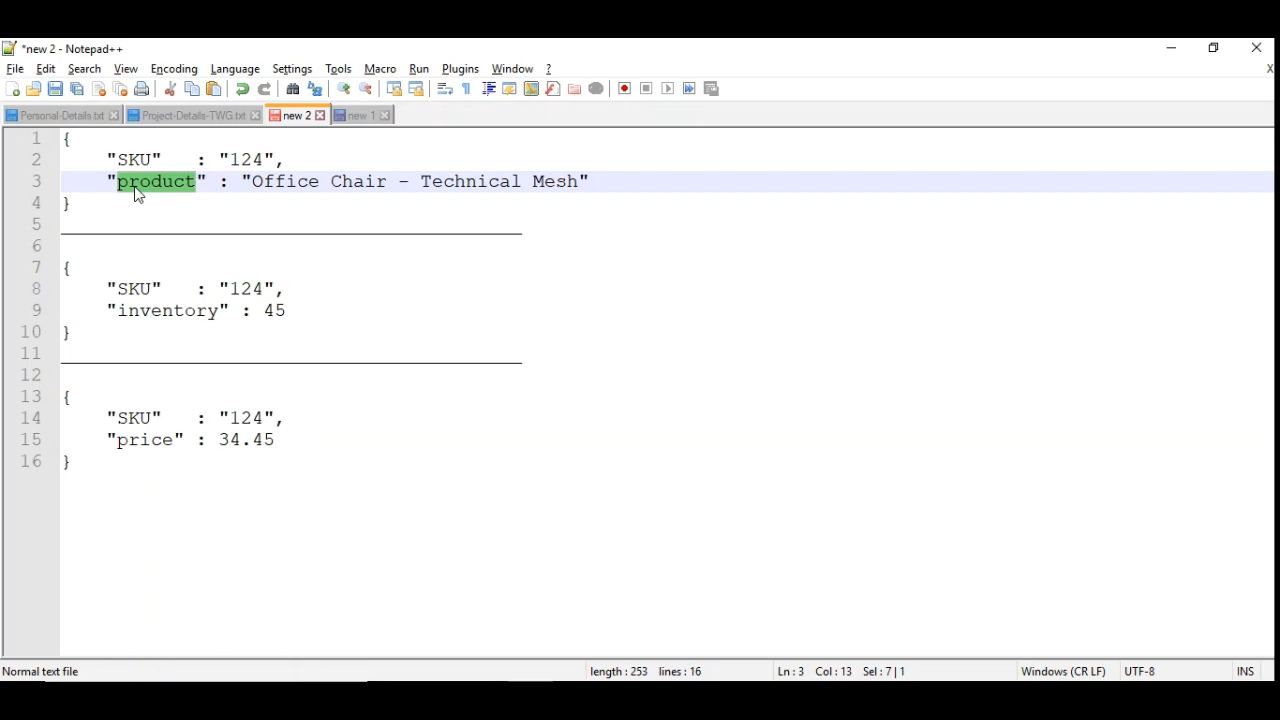 *new 2 - Notepad++
File Edit Search View Encoding Language Settings Tools Macro Run Plugins Window ? X
Personal-Details.txt Project-Details-TWG.txt new 2 new 1
1 {
2 "SKU" : "124",
3 "product" : "Office Chair - Technical Mesh"
4 }
5
6
7 {
8 "SKU" : "124",
9 "inventory" : 45
10 }
11
12
13 {
14 "SKU" : "124",
15 "price" : 34.45
16 }
Normal text file length : 253 lines : 16 Ln : 3 Col : 13 Sel : 7 | 1 Windows (CR LF) UTF-8 INS